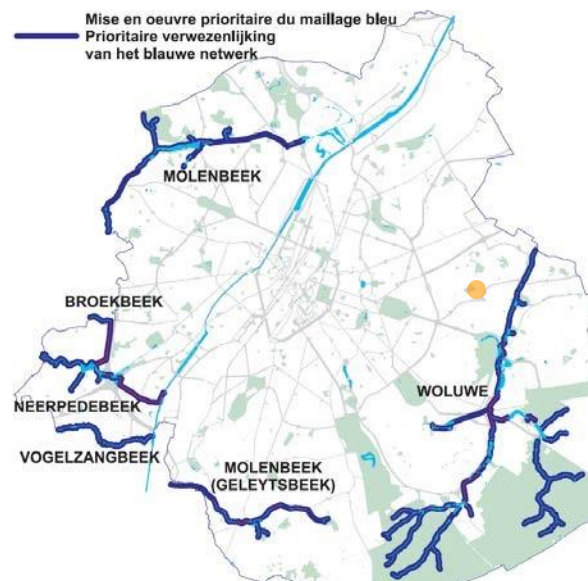 Mise en oeuvre prioritaire du maillage bleu
Prioritaire verwezenlijking
van het blauwe netwerk
MOLENBEEK
BROEKBEEK
NEERPEDEBEEK
WOLUWE
VOGELZANGBEEK
MOLENBEEK
(GELEYTSBEEK)